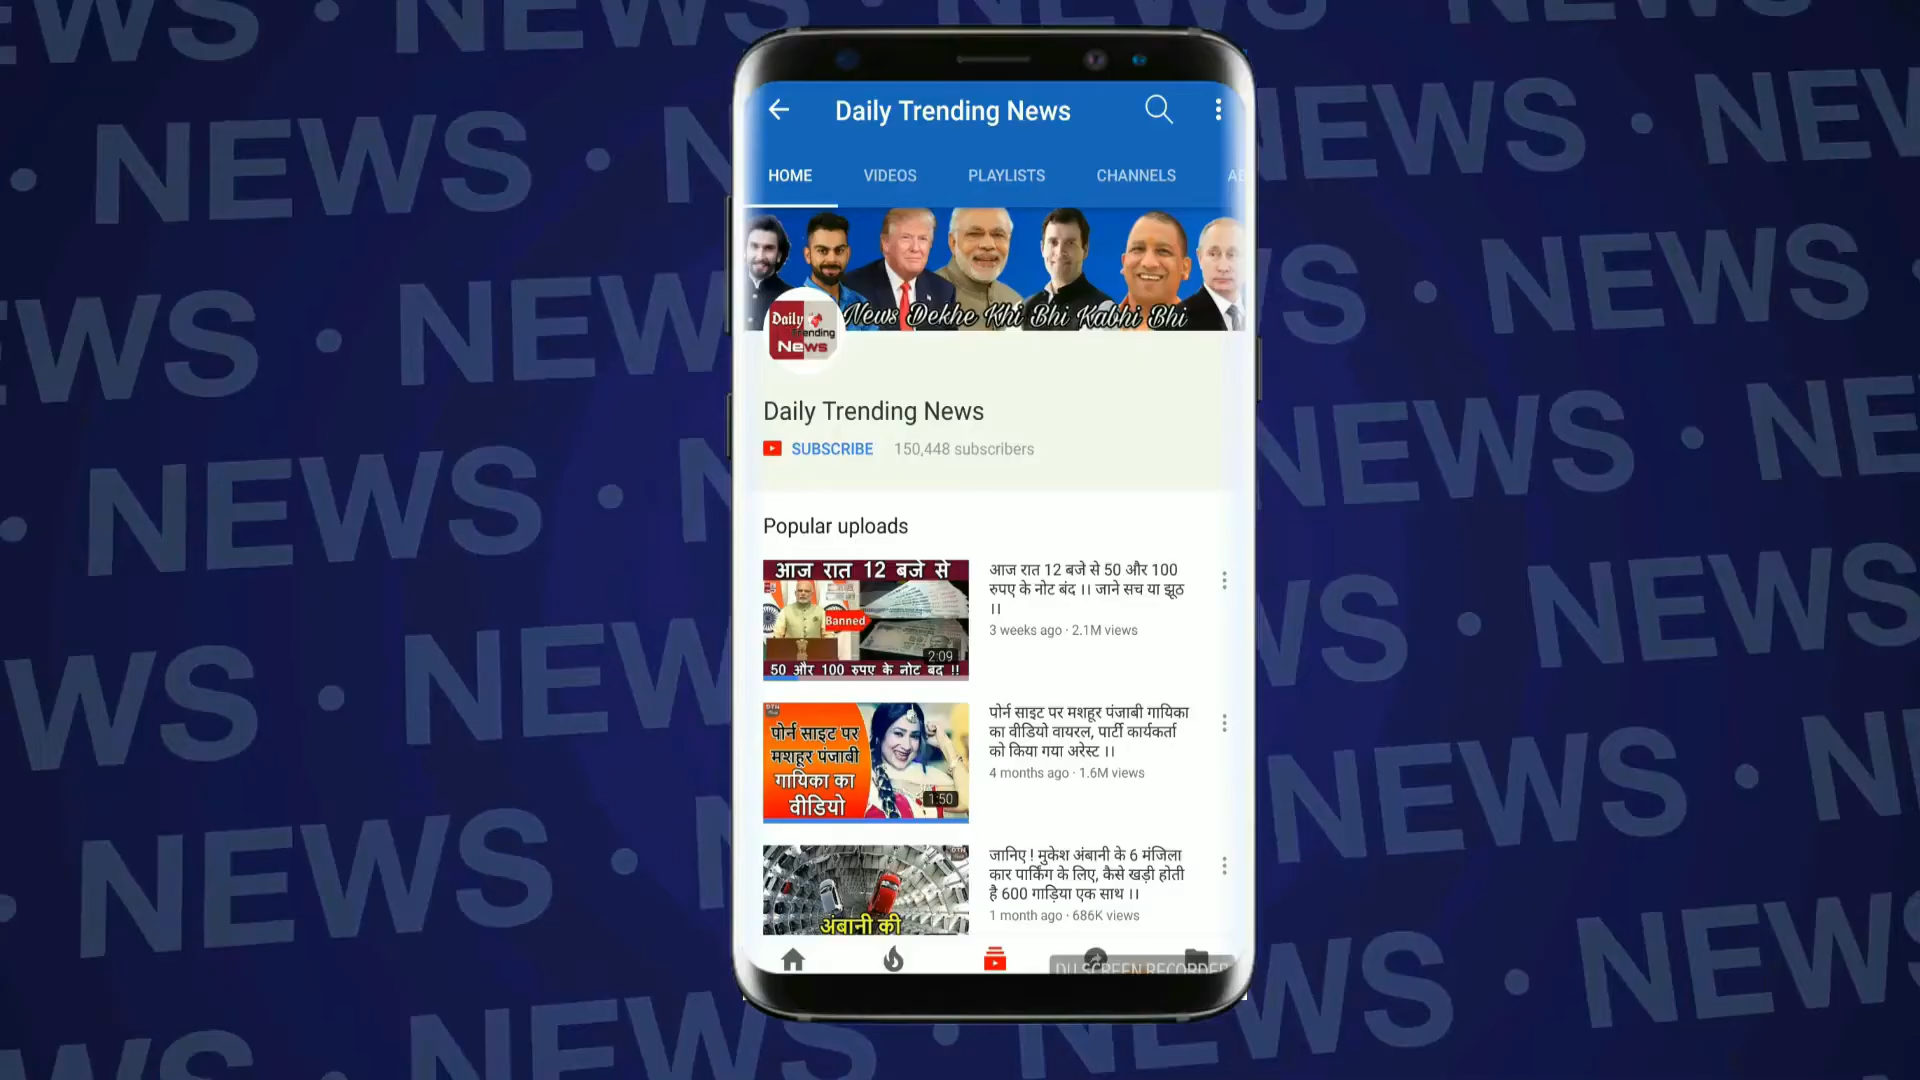 NEWS • NEWS • NEWS
Daily Trending News
HOME VIDEOS PLAYLISTS CHANNELS
News Dekhe Khi Bhi Kabhi Bhi
Daily
Trending
News
Daily Trending News
SUBSCRIBE 150,448 subscribers
Popular uploads
आज रात 12 बजे से
Banned
2:09
50 और 100 रुपए के नोट बंद !!
आज रात 12 बजे से 50 और 100
रुपए के नोट बंद ।। जाने सच या झूठ
।।
3 weeks ago · 2.1M views
पोर्न साइट पर
मशहूर पंजाबी
गायिका का
वीडियो
1:50
पोर्न साइट पर मशहूर पंजाबी गायिका
का वीडियो वायरल, पार्टी कार्यकर्ता
को किया गया अरेस्ट ।।
4 months ago · 1.6M views
DTN
अंबानी की
जानिए ! मुकेश अंबानी के 6 मंजिला
कार पार्किंग के लिए, कैसे खड़ी होती
है 600 गाड़िया एक साथ ।।
1 month ago · 686K views
DU SCREEN RECORDER